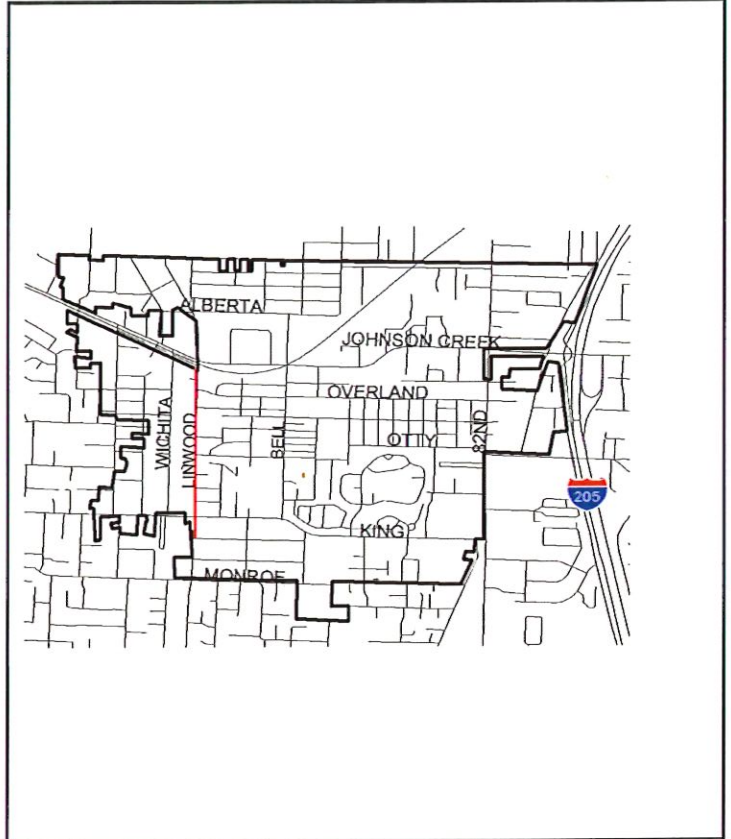 ALBERTA
JOHNSON CREEK
OVERLAND
WICHITA
LINWOOD
BELL
OTTY
82ND
205
KING
MONROE